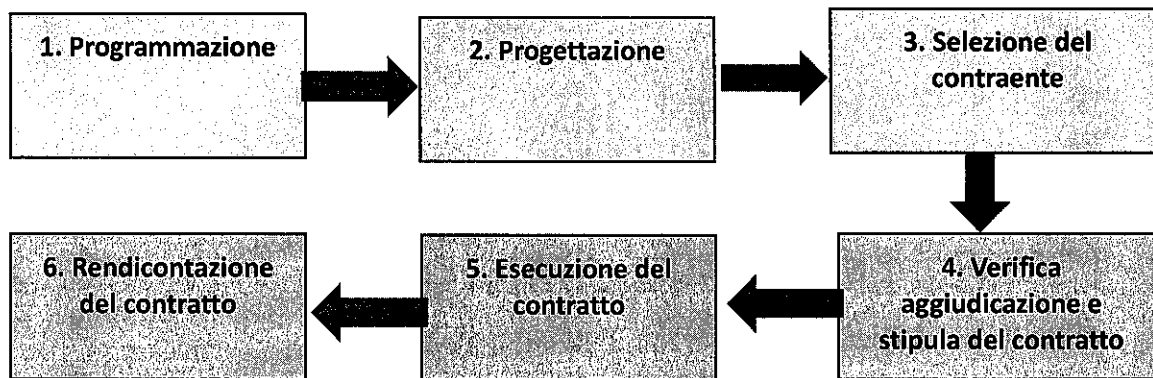 1. Programmazione
2. Progettazione
3. Selezione del
contraente
4. Verifica
aggiudicazione e
stipula del contratto
5. Esecuzione del
contratto
6. Rendicontazione
del contratto